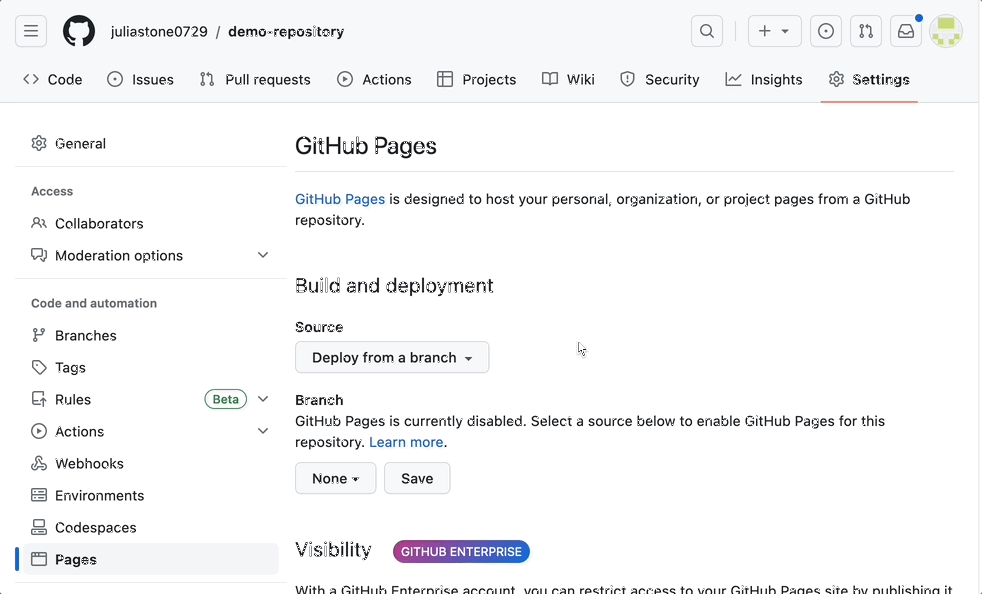 juliastone0729 / demo-repository
Code Issues Pull requests Actions Projects Wiki Security Insights Settings
General
Access
Collaborators
Moderation options
Code and automation
Branches
Tags
Rules Beta
Actions
Webhooks
Environments
Codespaces
Pages
GitHub Pages
GitHub Pages is designed to host your personal, organization, or project pages from a GitHub
repository.
Build and deployment
Source
Deploy from a branch
Branch
GitHub Pages is currently disabled. Select a source below to enable GitHub Pages for this
repository. Learn more.
None Save
Visibility GITHUB ENTERPRISE
With a GitHub Enterprise account, you can restrict access to your GitHub Pages site by publishing it